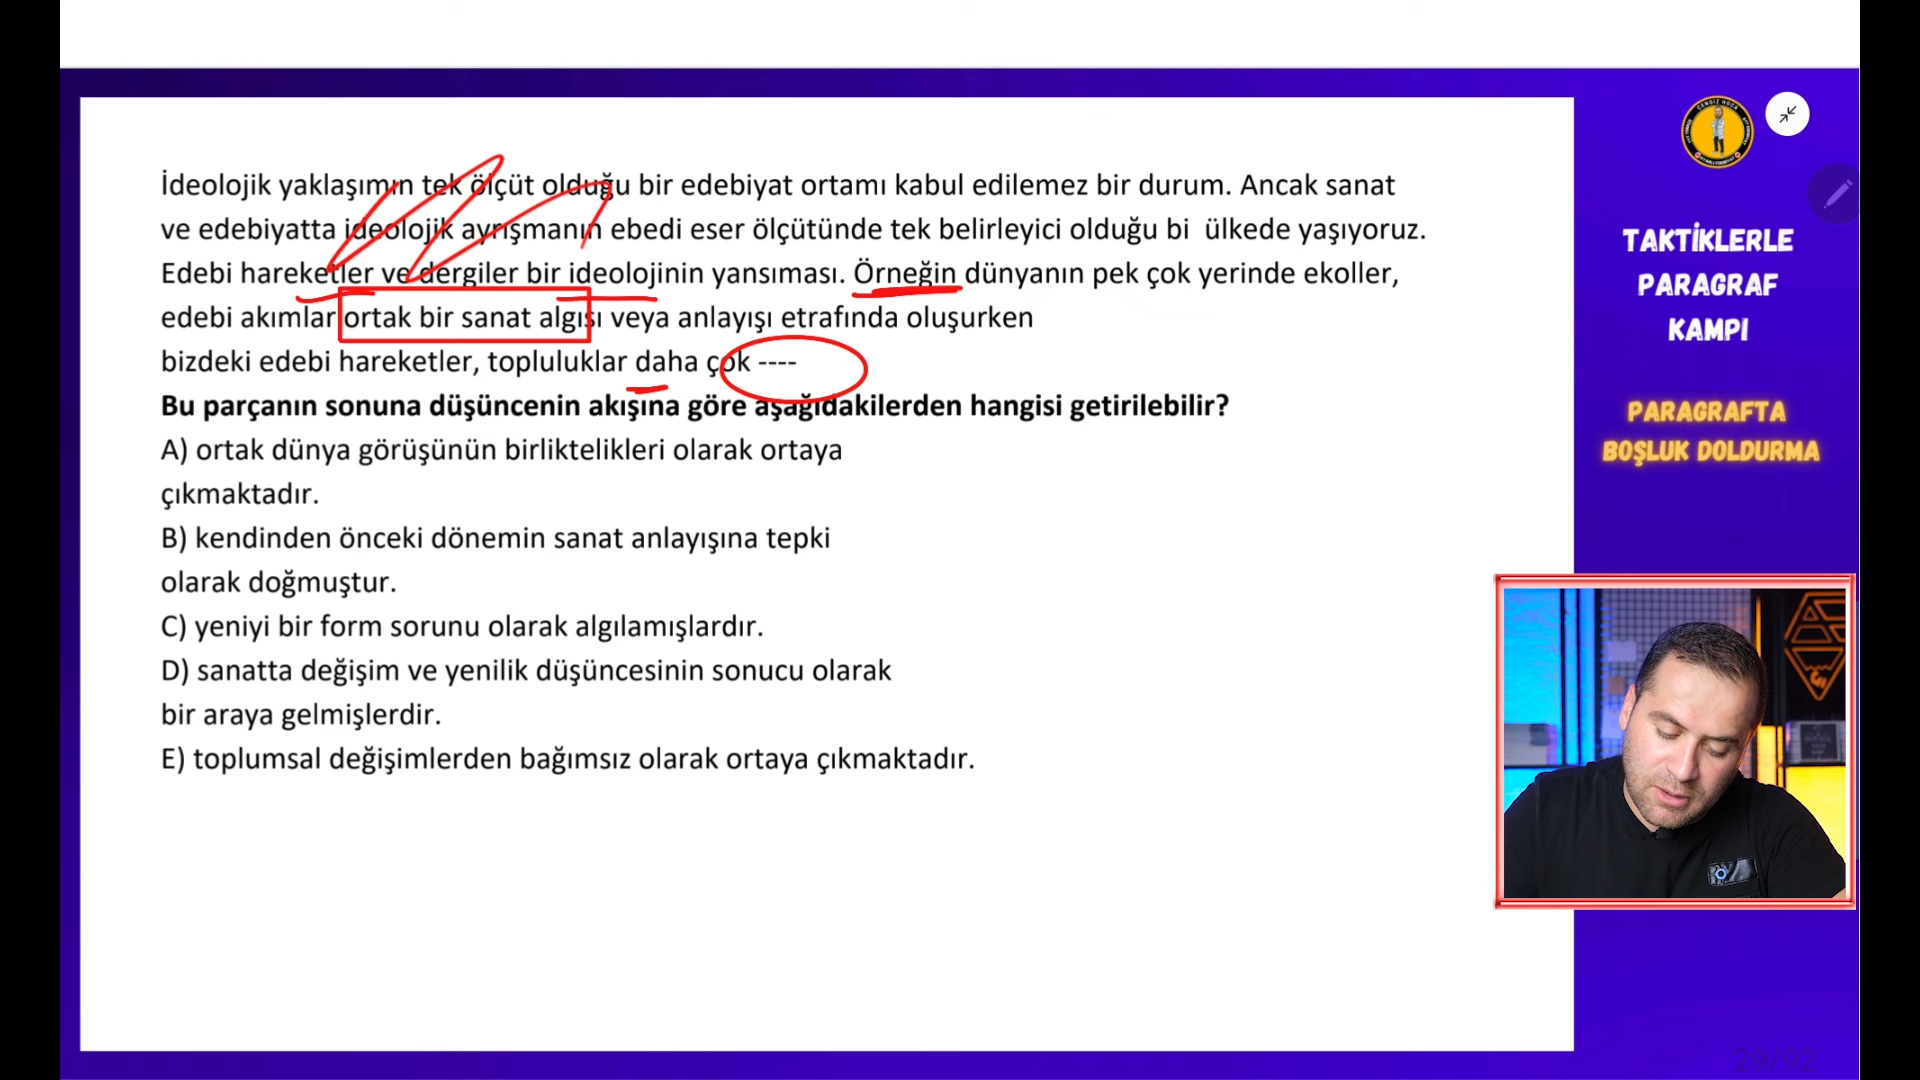 İdeolojik yaklaşımın tek ölçüt olduğu bir edebiyat ortamı kabul edilemez bir durum. Ancak sanat
ve edebiyatta ideolojik ayrışmanın ebedi eser ölçütünde tek belirleyici olduğu bi  ülkede yaşıyoruz.
Edebi hareketler ve dergiler bir ideolojinin yansıması. Örneğin dünyanın pek çok yerinde ekoller,
edebi akımlar ortak bir sanat algısı veya anlayışı etrafında oluşurken
bizdeki edebi hareketler, topluluklar daha çok ----
Bu parçanın sonuna düşüncenin akışına göre aşağıdakilerden hangisi getirilebilir?
A) ortak dünya görüşünün birliktelikleri olarak ortaya
çıkmaktadır.
B) kendinden önceki dönemin sanat anlayışına tepki
olarak doğmuştur.
C) yeniyi bir form sorunu olarak algılamışlardır.
D) sanatta değişim ve yenilik düşüncesinin sonucu olarak
bir araya gelmişlerdir.
E) toplumsal değişimlerden bağımsız olarak ortaya çıkmaktadır.
CENGİZ HOCA
TAKTİKLERLE
PARAGRAF
KAMPI
PARAGRAFTA
BOŞLUK DOLDURMA
29/92